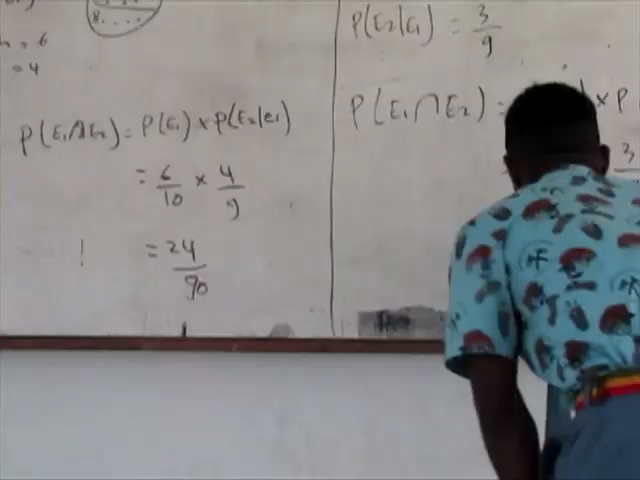 = 6
= 4
P(E₁∩E₂) = P(E₁) × P(E₂|E₁)
= 6/10 × 4/9
= 24/90
P(E₂|E₁) = 3/9
P(E₁∩E₂) = × P
3